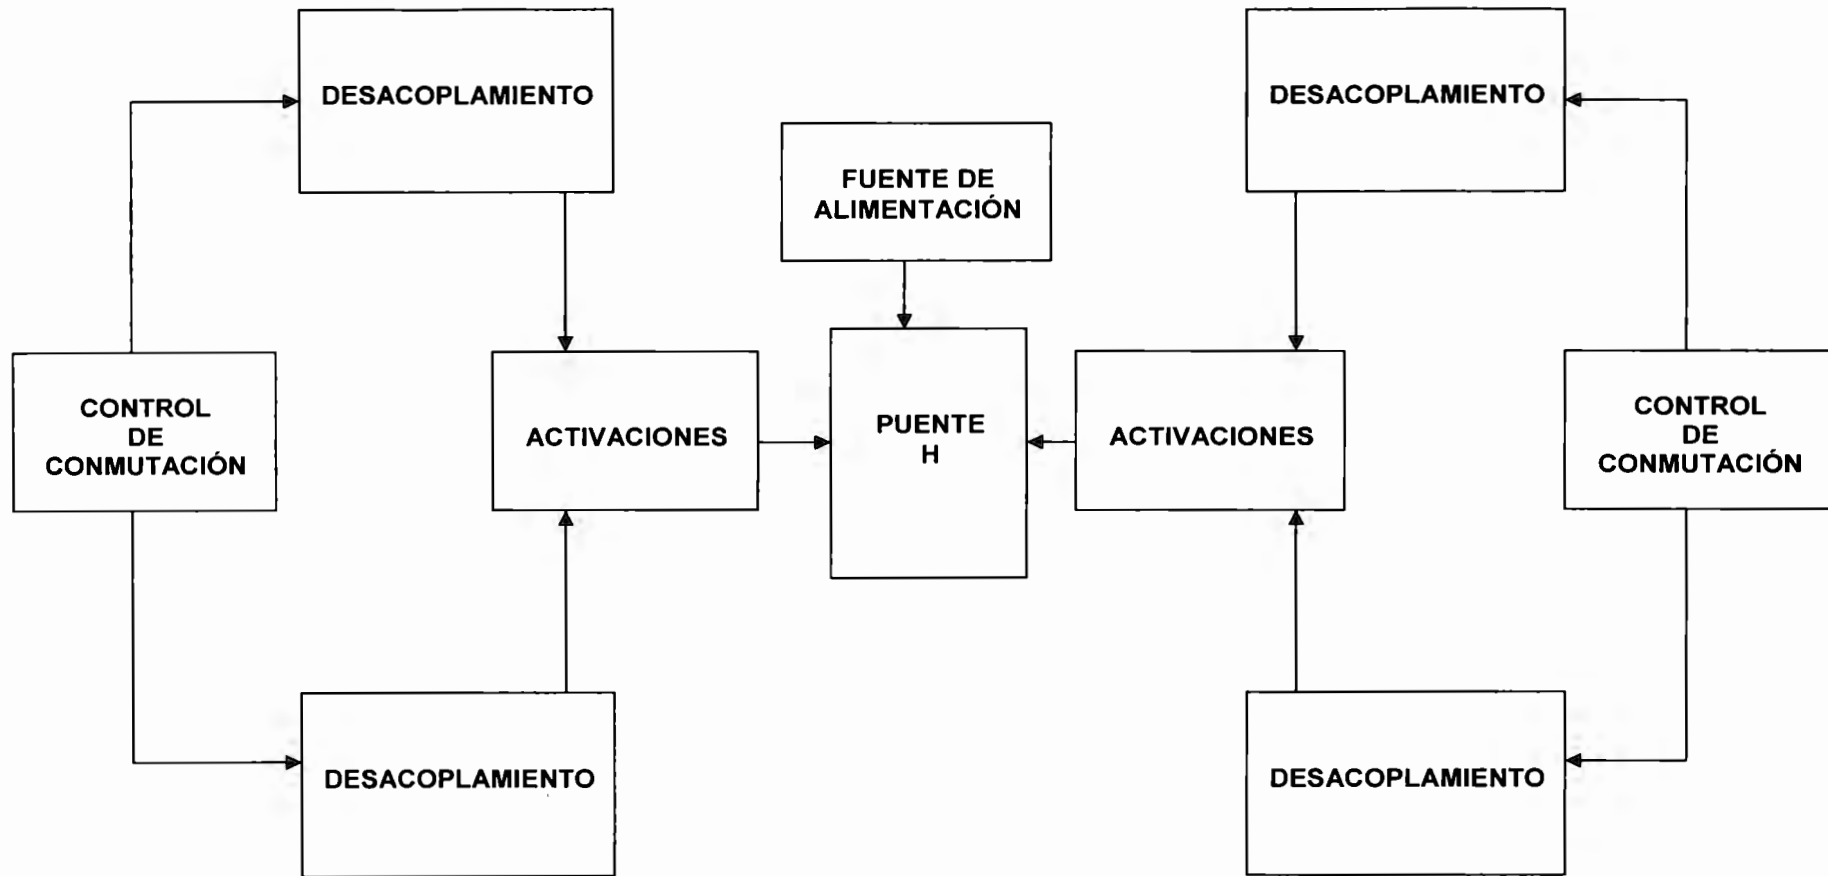 DESACOPLAMIENTO
DESACOPLAMIENTO
FUENTE DE
ALIMENTACIÓN
CONTROL
DE
CONMUTACIÓN
ACTIVACIONES
PUENTE
H
ACTIVACIONES
CONTROL
DE
CONMUTACIÓN
DESACOPLAMIENTO
DESACOPLAMIENTO